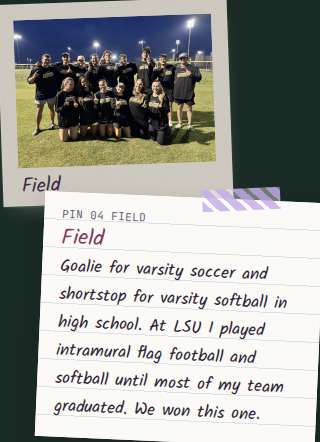 Field
PIN 04 FIELD
Field
Goalie for varsity soccer and
shortstop for varsity softball in
high school. At LSU I played
intramural flag football and
softball until most of my team
graduated. We won this one.